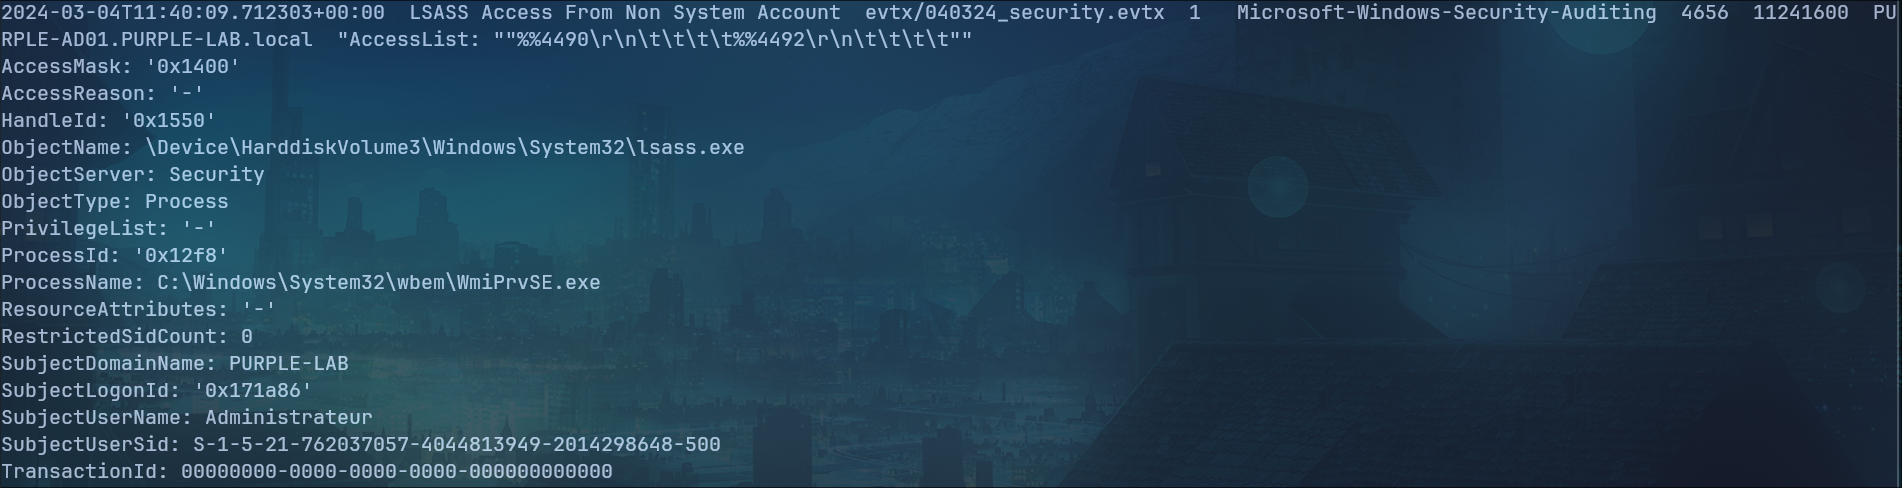 2024-03-04T11:40:09.712303+00:00  LSASS Access From Non System Account  evtx/040324_security.evtx  1   Microsoft-Windows-Security-Auditing  4656  11241600  PU
RPLE-AD01.PURPLE-LAB.local  "AccessList: ""%%4490\r\n\t\t\t\t%%4492\r\n\t\t\t\t""
AccessMask: '0x1400'
AccessReason: '-'
HandleId: '0x1550'
ObjectName: \Device\HarddiskVolume3\Windows\System32\lsass.exe
ObjectServer: Security
ObjectType: Process
PrivilegeList: '-'
ProcessId: '0x12f8'
ProcessName: C:\Windows\System32\wbem\WmiPrvSE.exe
ResourceAttributes: '-'
RestrictedSidCount: 0
SubjectDomainName: PURPLE-LAB
SubjectLogonId: '0x171a86'
SubjectUserName: Administrateur
SubjectUserSid: S-1-5-21-762037057-4044813949-2014298648-500
TransactionId: 00000000-0000-0000-0000-000000000000